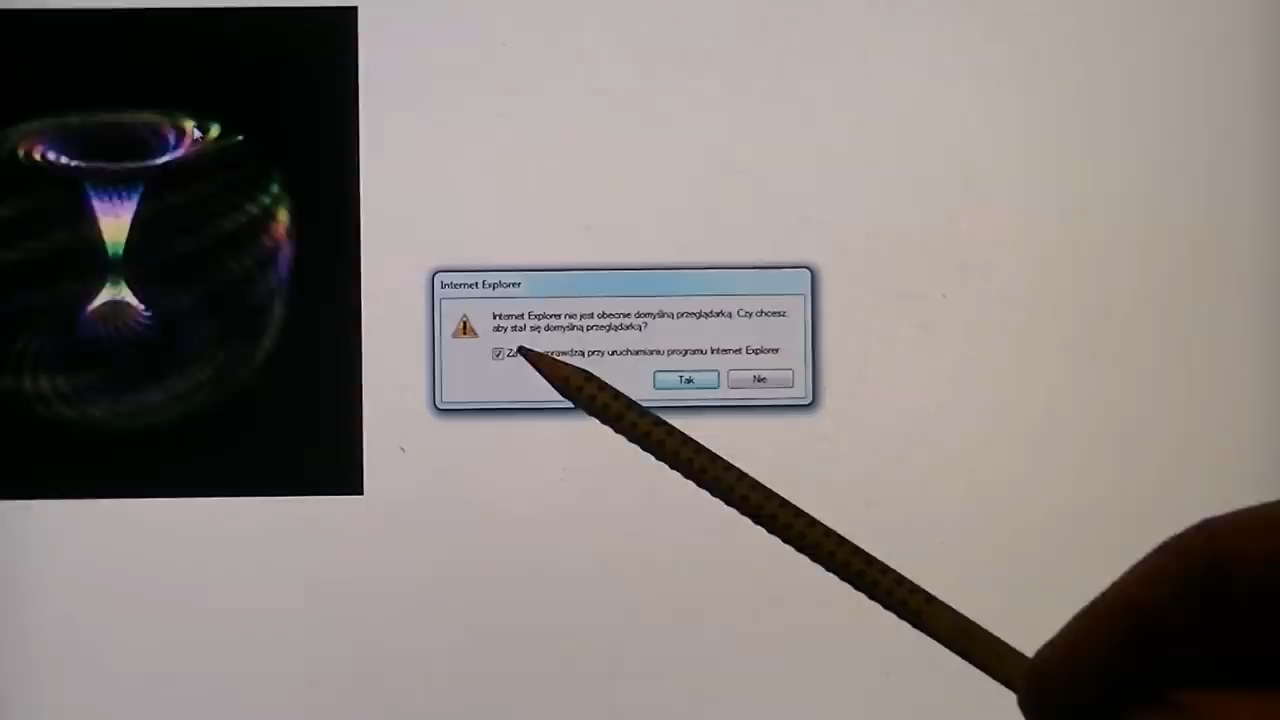 Internet Explorer
Internet Explorer nie jest obecnie domyślną przeglądarką. Czy chcesz,
aby stał się domyślną przeglądarką?
przy uruchamianiu programu Internet Explorer
Tak
Nie